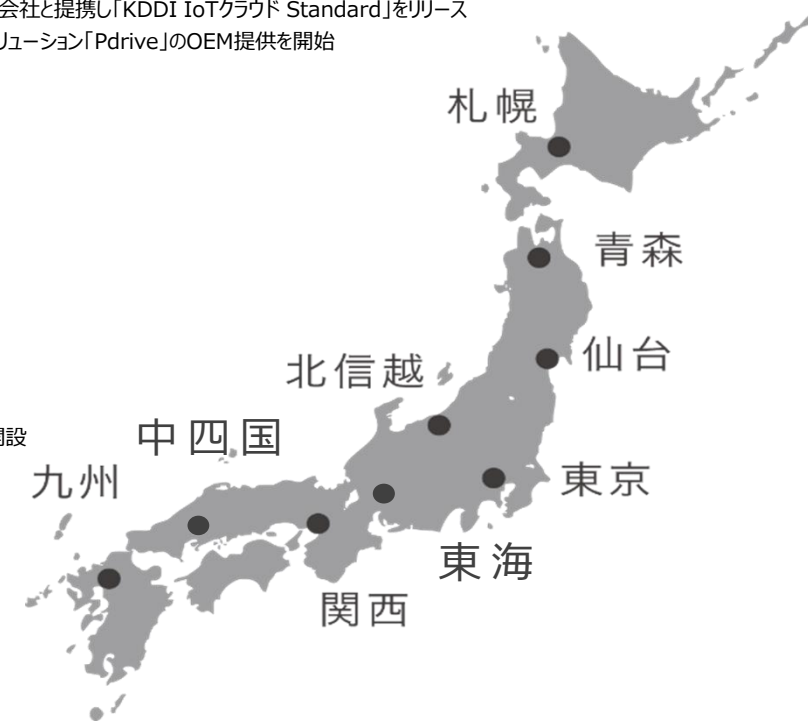 会社と提携し「KDDI IoTクラウド Standard」をリリース
リューション「Pdrive」のOEM提供を開始
札幌
青森
仙台
北信越
中四国
開設
九州
東京
東海
関西